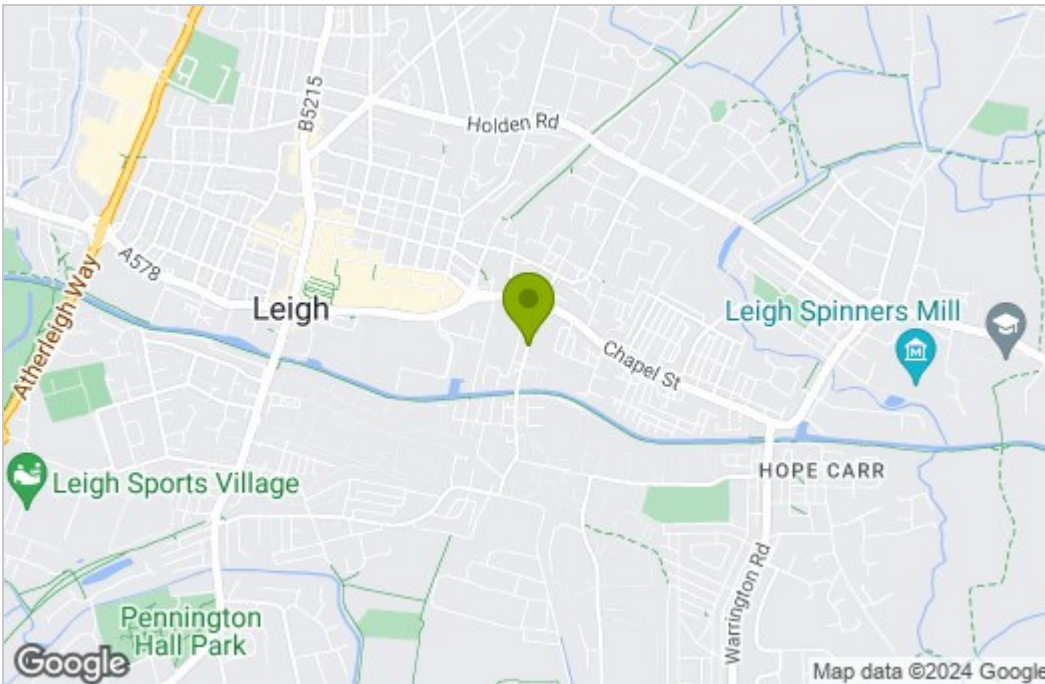 B5215
Holden Rd
A578
Atherleigh Way
Leigh
Leigh Spinners Mill
M
Chapel St
Leigh Sports Village
HOPE CARR
Warrington Rd
Pennington
Hall Park
Google
Map data ©2024 Google